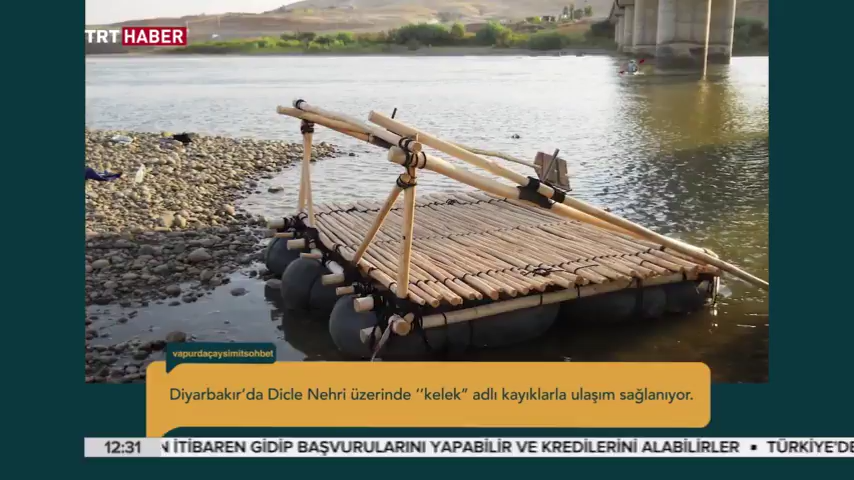 TRT HABER
vapurdaçaysimitsohbet
Diyarbakır’da Dicle Nehri üzerinde ‘‘kelek” adlı kayıklarla ulaşım sağlanıyor.
12:31 N İTİBAREN GİDİP BAŞVURULARINI YAPABİLİR VE KREDİLERİNİ ALABİLİRLER ▪ TÜRKİYE'DE